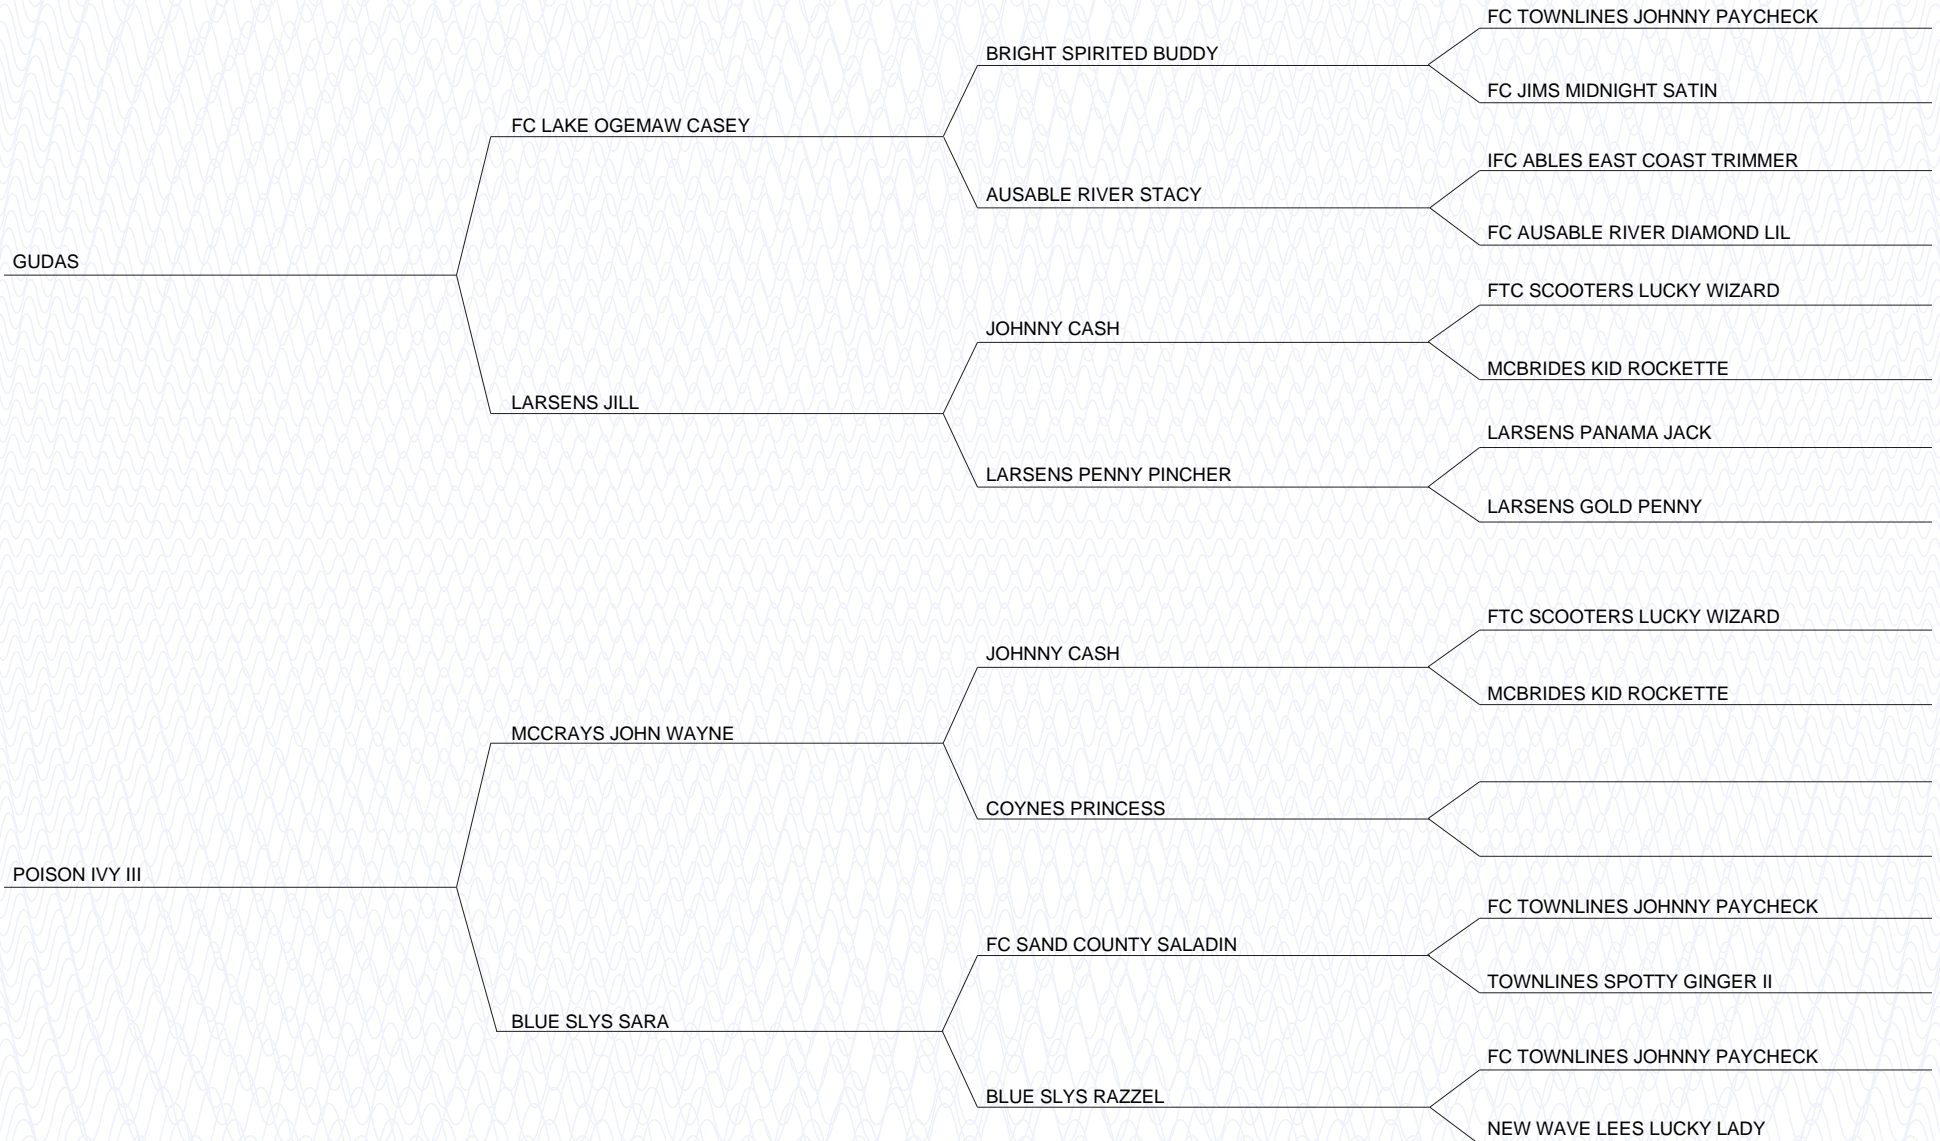 FC TOWNLINES JOHNNY PAYCHECK
BRIGHT SPIRITED BUDDY
FC JIMS MIDNIGHT SATIN
FC LAKE OGEMAW CASEY
IFC ABLES EAST COAST TRIMMER
AUSABLE RIVER STACY
FC AUSABLE RIVER DIAMOND LIL
GUDAS
FTC SCOOTERS LUCKY WIZARD
JOHNNY CASH
MCBRIDES KID ROCKETTE
LARSENS JILL
LARSENS PANAMA JACK
LARSENS PENNY PINCHER
LARSENS GOLD PENNY
FTC SCOOTERS LUCKY WIZARD
JOHNNY CASH
MCBRIDES KID ROCKETTE
MCCRAYS JOHN WAYNE
COYNES PRINCESS
POISON IVY III
FC TOWNLINES JOHNNY PAYCHECK
FC SAND COUNTY SALADIN
TOWNLINES SPOTTY GINGER II
BLUE SLYS SARA
FC TOWNLINES JOHNNY PAYCHECK
BLUE SLYS RAZZEL
NEW WAVE LEES LUCKY LADY